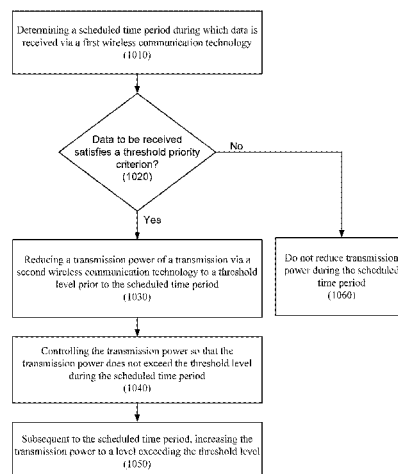 Determining a scheduled time period during which data is
received via a first wireless communication technology
(1010)
Data to be received
satisfies a threshold priority
criterion?
(1020)
No
Yes
Reducing a transmission power of a transmission via a
second wireless communication technology to a threshold
level prior to the scheduled time period
(1030)
Do not reduce transmission
power during the scheduled
time period
(1060)
Controlling the transmission power so that the
transmission power does not exceed the threshold level
during the scheduled time period
(1040)
Subsequent to the scheduled time period, increasing the
transmission power to a level exceeding the threshold level
(1050)